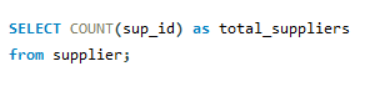 SELECT COUNT(sup_id) as total_suppliers
from supplier;